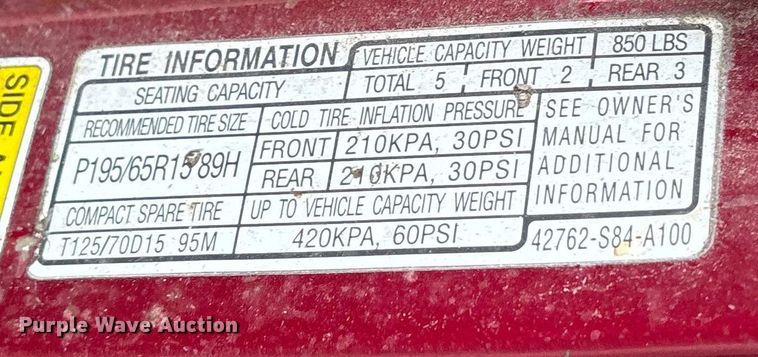 TIRE INFORMATION
VEHICLE CAPACITY WEIGHT 850 LBS
SEATING CAPACITY TOTAL 5 FRONT 2 REAR 3
RECOMMENDED TIRE SIZE COLD TIRE INFLATION PRESSURE SEE OWNER'S
MANUAL FOR
ADDITIONAL
INFORMATION
P195/65R15 89H
FRONT 210KPA, 30PSI
REAR 210KPA, 30PSI
COMPACT SPARE TIRE UP TO VEHICLE CAPACITY WEIGHT
T125/70D15 95M 420KPA, 60PSI 42762-S84-A100
SIDE
Purple Wave Auction